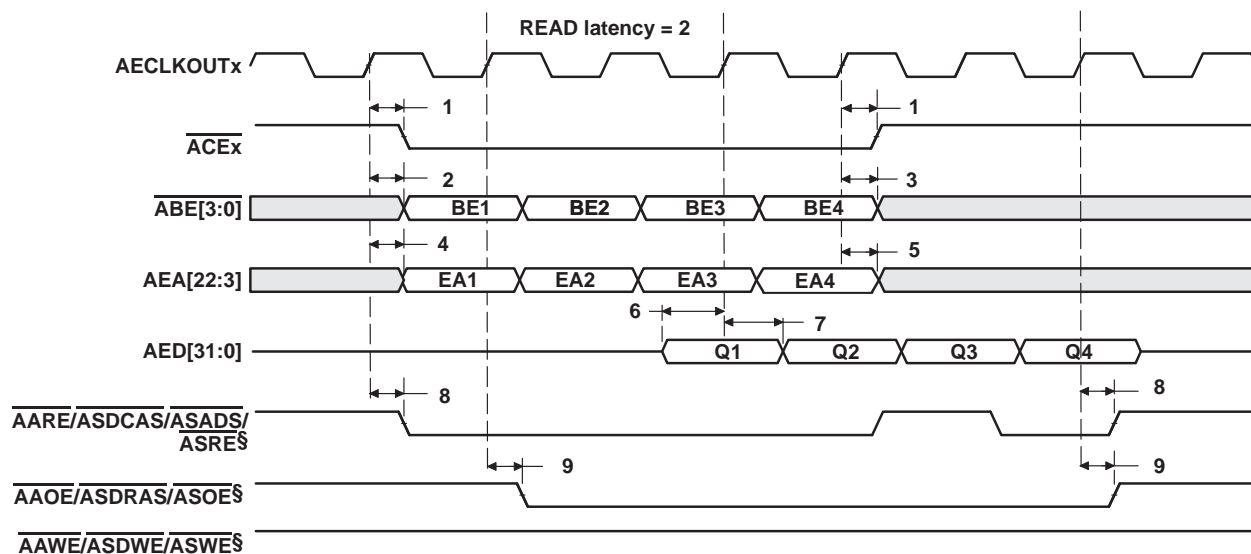 READ latency = 2
AECLKOUTx
1 1
ACEx
2 3
ABE[3:0] BE1 BE2 BE3 BE4
4 5
AEA[22:3] EA1 EA2 EA3 EA4
6 7
AED[31:0] Q1 Q2 Q3 Q4
8 8
AARE/ASDCAS/ASADS/
ASRE§
9 9
AAOE/ASDRAS/ASOE§
AAWE/ASDWE/ASWE§